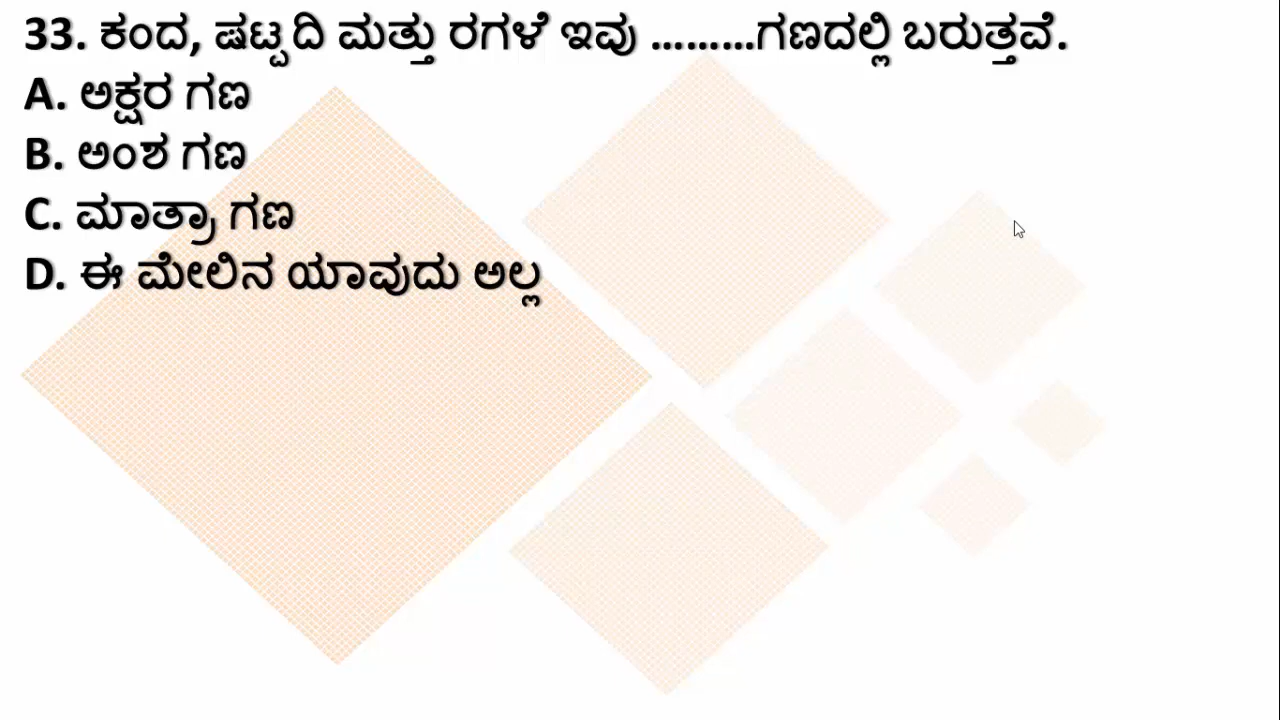 33. ಕಂದ, ಷಟ್ಪದಿ ಮತ್ತು ರಗಳೆ ಇವು .........ಗಣದಲ್ಲಿ ಬರುತ್ತವೆ.
A. ಅಕ್ಷರ ಗಣ
B. ಅಂಶ ಗಣ
C. ಮಾತ್ರಾ ಗಣ
D. ಈ ಮೇಲಿನ ಯಾವುದು ಅಲ್ಲ